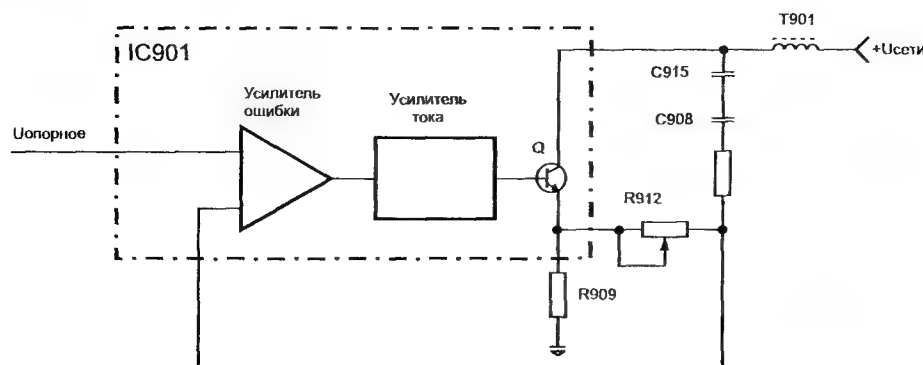 T901
IC901
+Uсети
C915
Усилитель
ошибки
Усилитель
тока
C908
Uопорное
Q
R912
R909